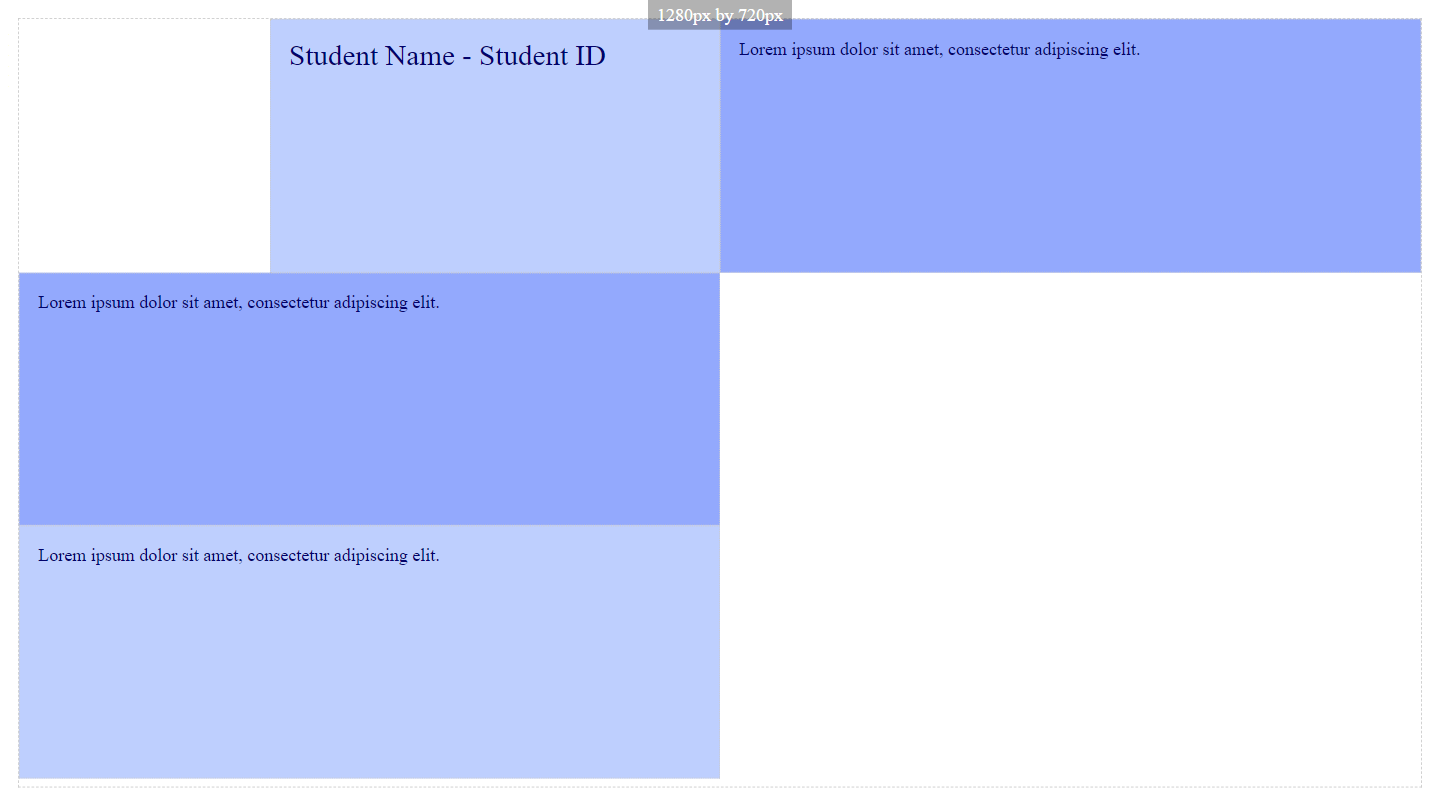 1280px by 720px
Student Name - Student ID
Lorem ipsum dolor sit amet, consectetur adipiscing elit.
Lorem ipsum dolor sit amet, consectetur adipiscing elit.
Lorem ipsum dolor sit amet, consectetur adipiscing elit.